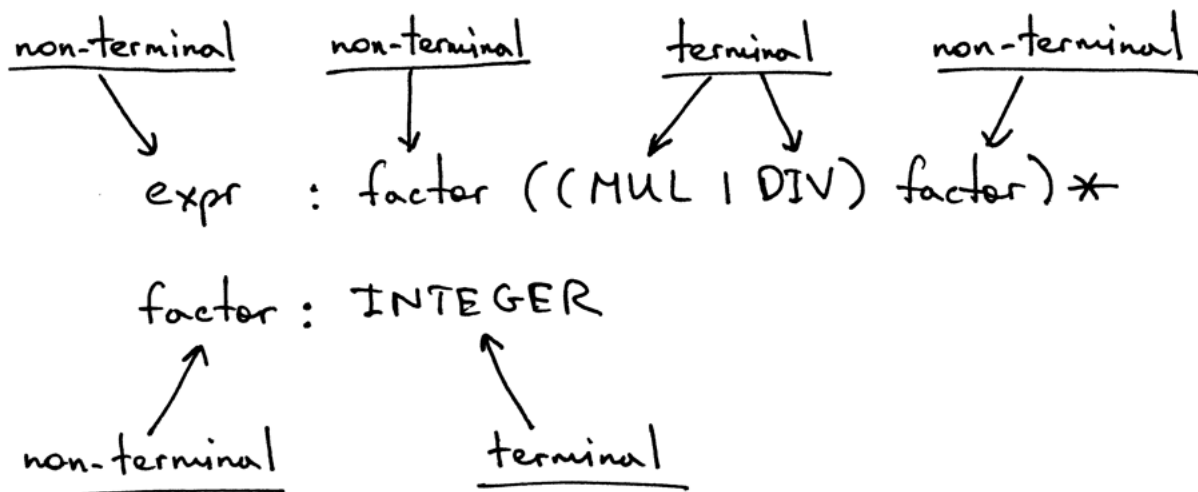 non-terminal non-terminal terminal non-terminal
expr : factor ((MUL | DIV) factor)*
factor : INTEGER
non-terminal terminal